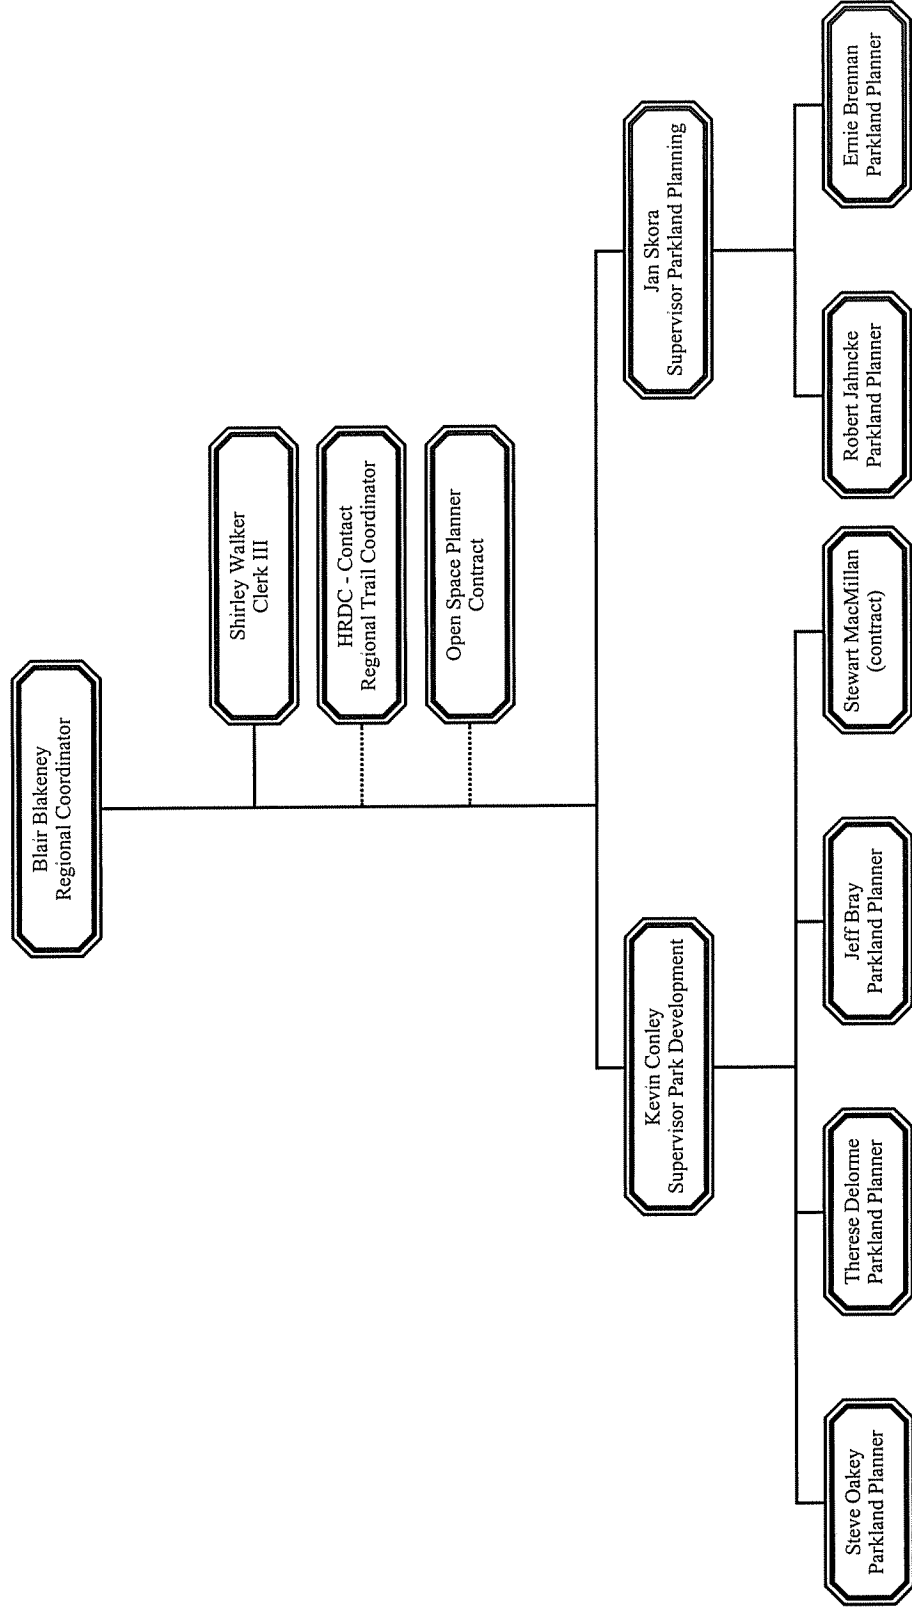 Blair Blakeney
Regional Coordinator
Shirley Walker
Clerk III
HRDC - Contact
Regional Trail Coordinator
Open Space Planner
Contract
Kevin Conley
Supervisor Park Development
Jan Skora
Supervisor Parkland Planning
Steve Oakey
Parkland Planner
Therese Delorme
Parkland Planner
Jeff Bray
Parkland Planner
Stewart MacMillan
(contract)
Robert Jahncke
Parkland Planner
Ernie Brennan
Parkland Planner